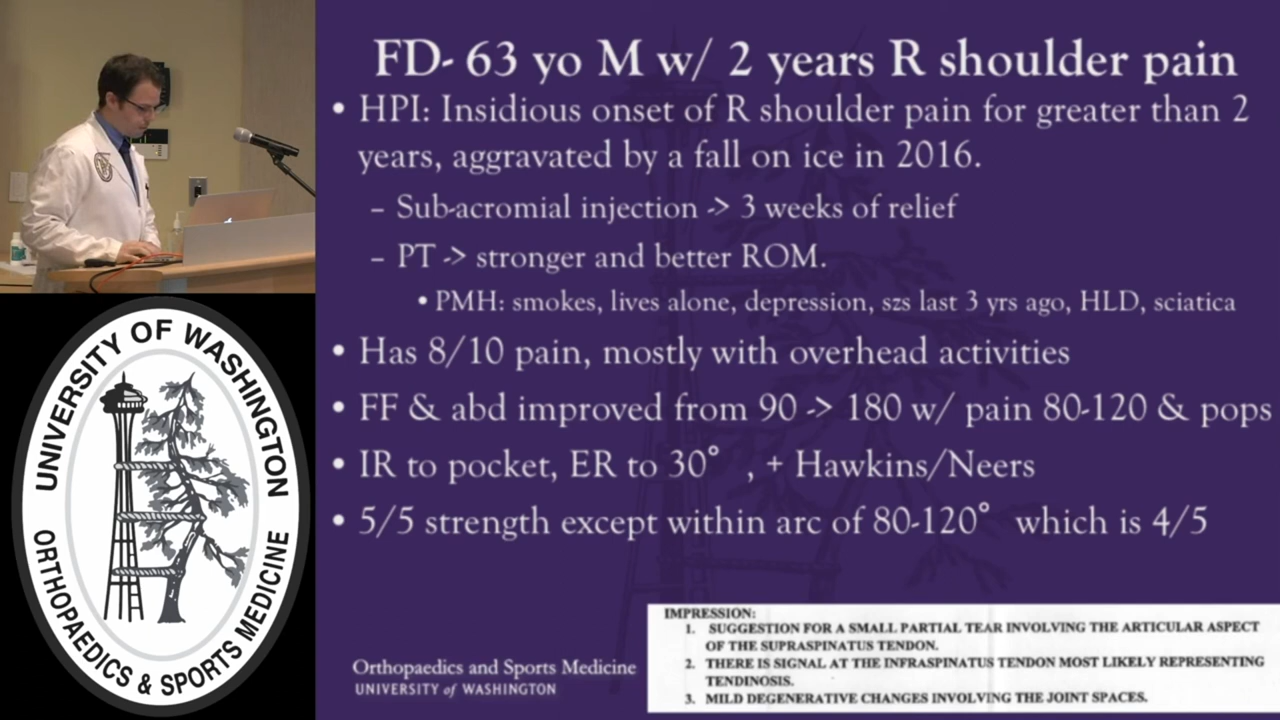 FD- 63 yo M w/ 2 years R shoulder pain
• HPI: Insidious onset of R shoulder pain for greater than 2
years, aggravated by a fall on ice in 2016.
– Sub-acromial injection -> 3 weeks of relief
– PT -> stronger and better ROM.
• PMH: smokes, lives alone, depression, szs last 3 yrs ago, HLD, sciatica
• Has 8/10 pain, mostly with overhead activities
• FF & abd improved from 90 -> 180 w/ pain 80-120 & pops
• IR to pocket, ER to 30° , + Hawkins/Neers
• 5/5 strength except within arc of 80-120° which is 4/5
IMPRESSION:
1. SUGGESTION FOR A SMALL PARTIAL TEAR INVOLVING THE ARTICULAR ASPECT
OF THE SUPRASPINATUS TENDON.
2. THERE IS SIGNAL AT THE INFRASPINATUS TENDON MOST LIKELY REPRESENTING
TENDINOSIS.
3. MILD DEGENERATIVE CHANGES INVOLVING THE JOINT SPACES.
Orthopaedics and Sports Medicine
UNIVERSITY of WASHINGTON
UNIVERSITY OF WASHINGTON
ORTHOPAEDICS & SPORTS MEDICINE